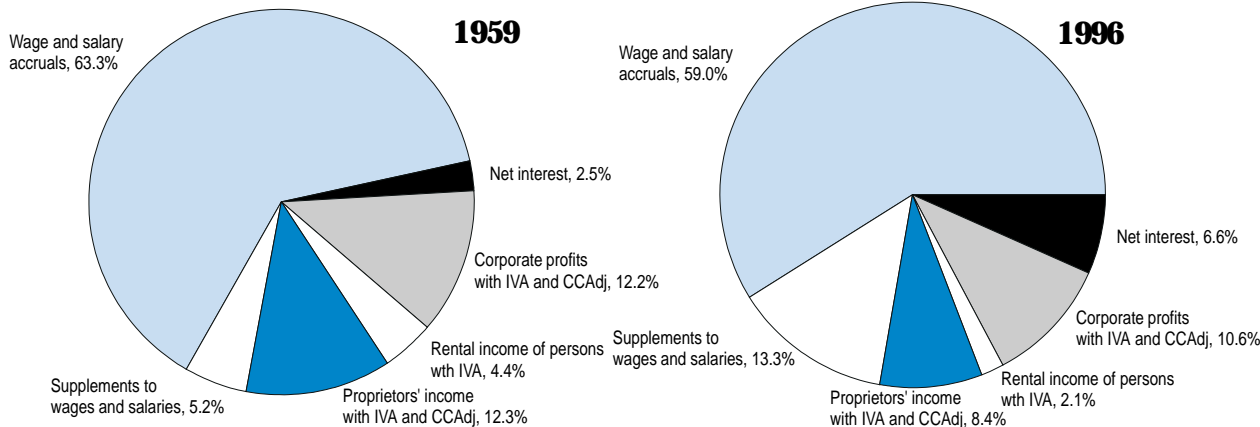 1959
Wage and salary
accruals, 63.3%
Net interest, 2.5%
Corporate profits
with IVA and CCAdj, 12.2%
Rental income of persons
wth IVA, 4.4%
Proprietors' income
with IVA and CCAdj, 12.3%
Supplements to
wages and salaries, 5.2%
1996
Wage and salary
accruals, 59.0%
Net interest, 6.6%
Corporate profits
with IVA and CCAdj, 10.6%
Rental income of persons
wth IVA, 2.1%
Proprietors' income
with IVA and CCAdj, 8.4%
Supplements to
wages and salaries, 13.3%